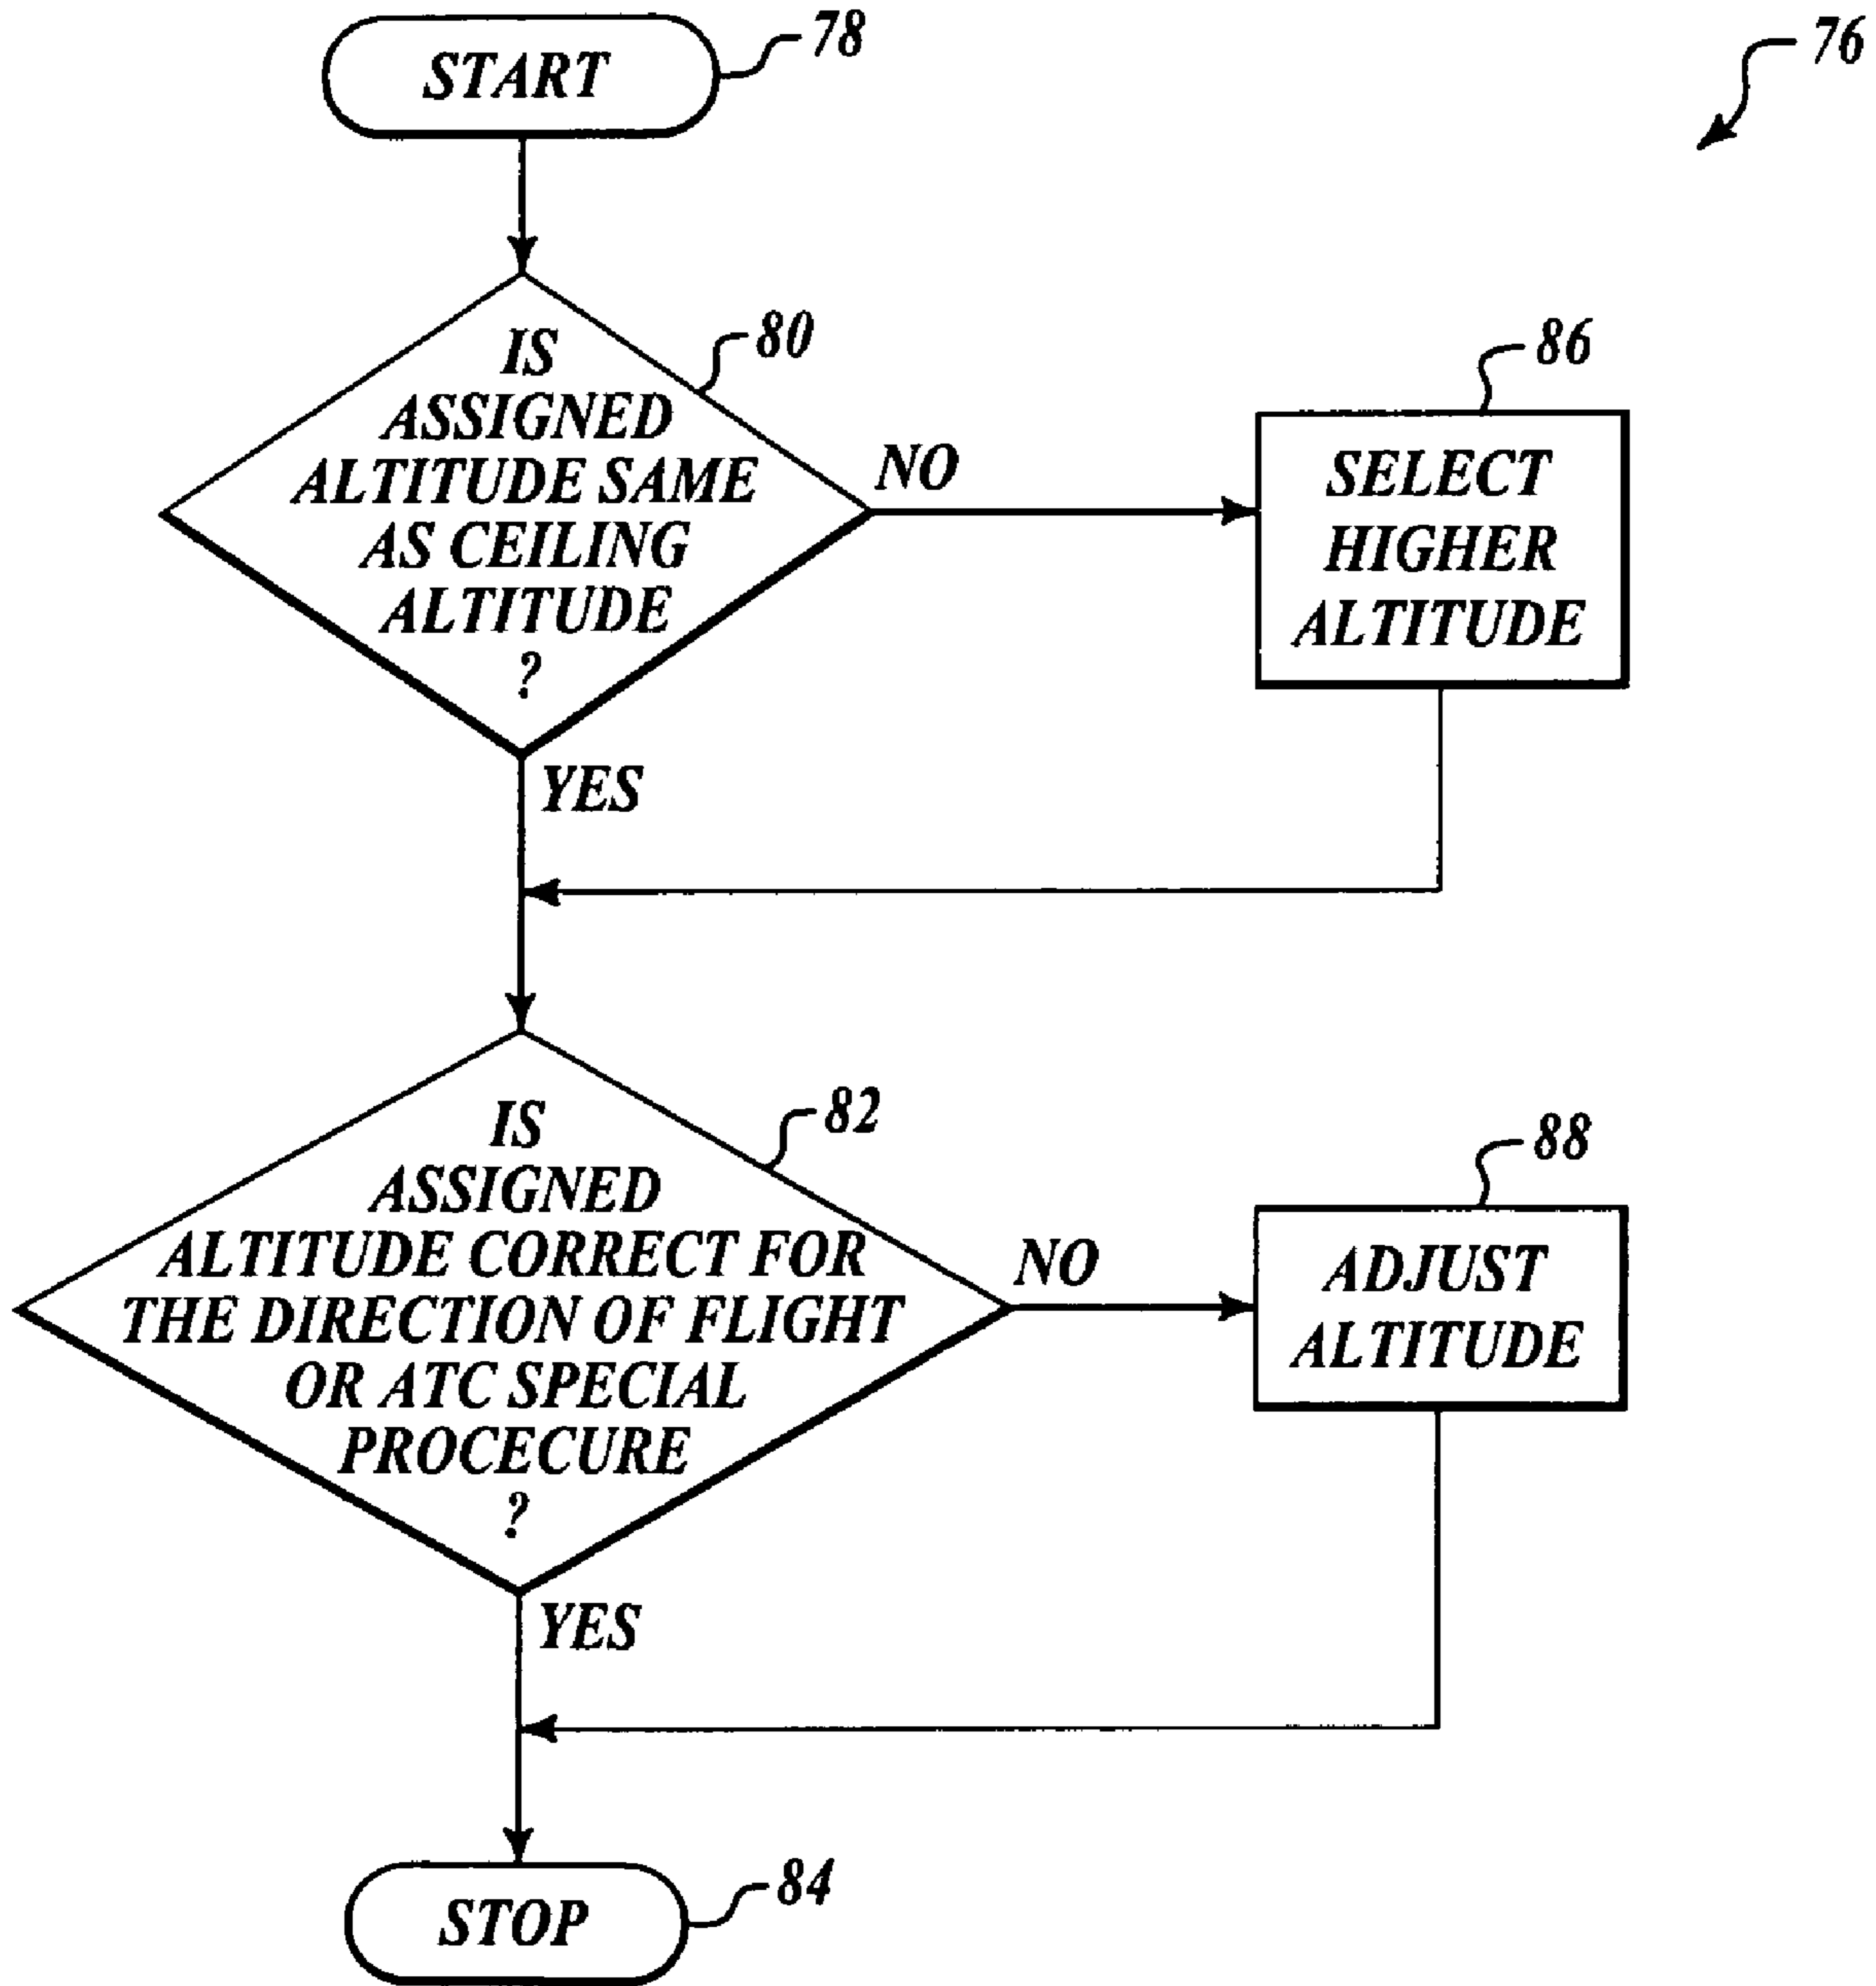 START
78
76
IS
ASSIGNED
ALTITUDE SAME
AS CEILING
ALTITUDE
?
80
NO
86
SELECT
HIGHER
ALTITUDE
YES
IS
ASSIGNED
ALTITUDE CORRECT FOR
THE DIRECTION OF FLIGHT
OR ATC SPECIAL
PROCECURE
?
82
NO
88
ADJUST
ALTITUDE
YES
STOP
84